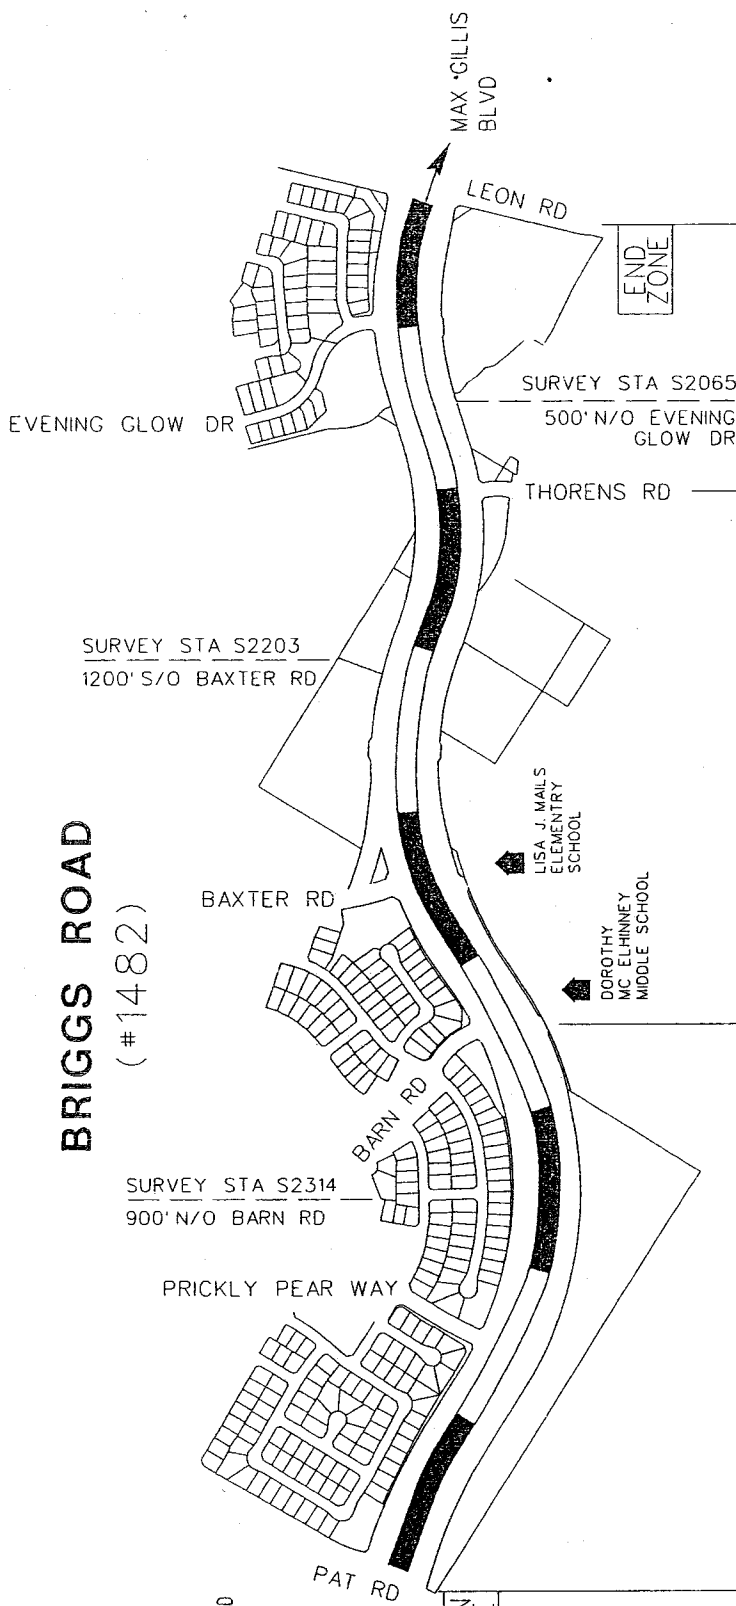 MAX GILLIS
BLVD
LEON RD
END
ZONE
SURVEY STA S2065
500' N/O EVENING
GLOW DR
EVENING GLOW DR
THORENS RD
SURVEY STA S2203
1200' S/O BAXTER RD
LISA J. MAILS
ELEMENTRY
SCHOOL
BAXTER RD
BRIGGS ROAD
(#1482)
DOROTHY
MC ELHINNEY
MIDDLE SCHOOL
BARN RD
SURVEY STA S2314
900' N/O BARN RD
PRICKLY PEAR WAY
PAT RD